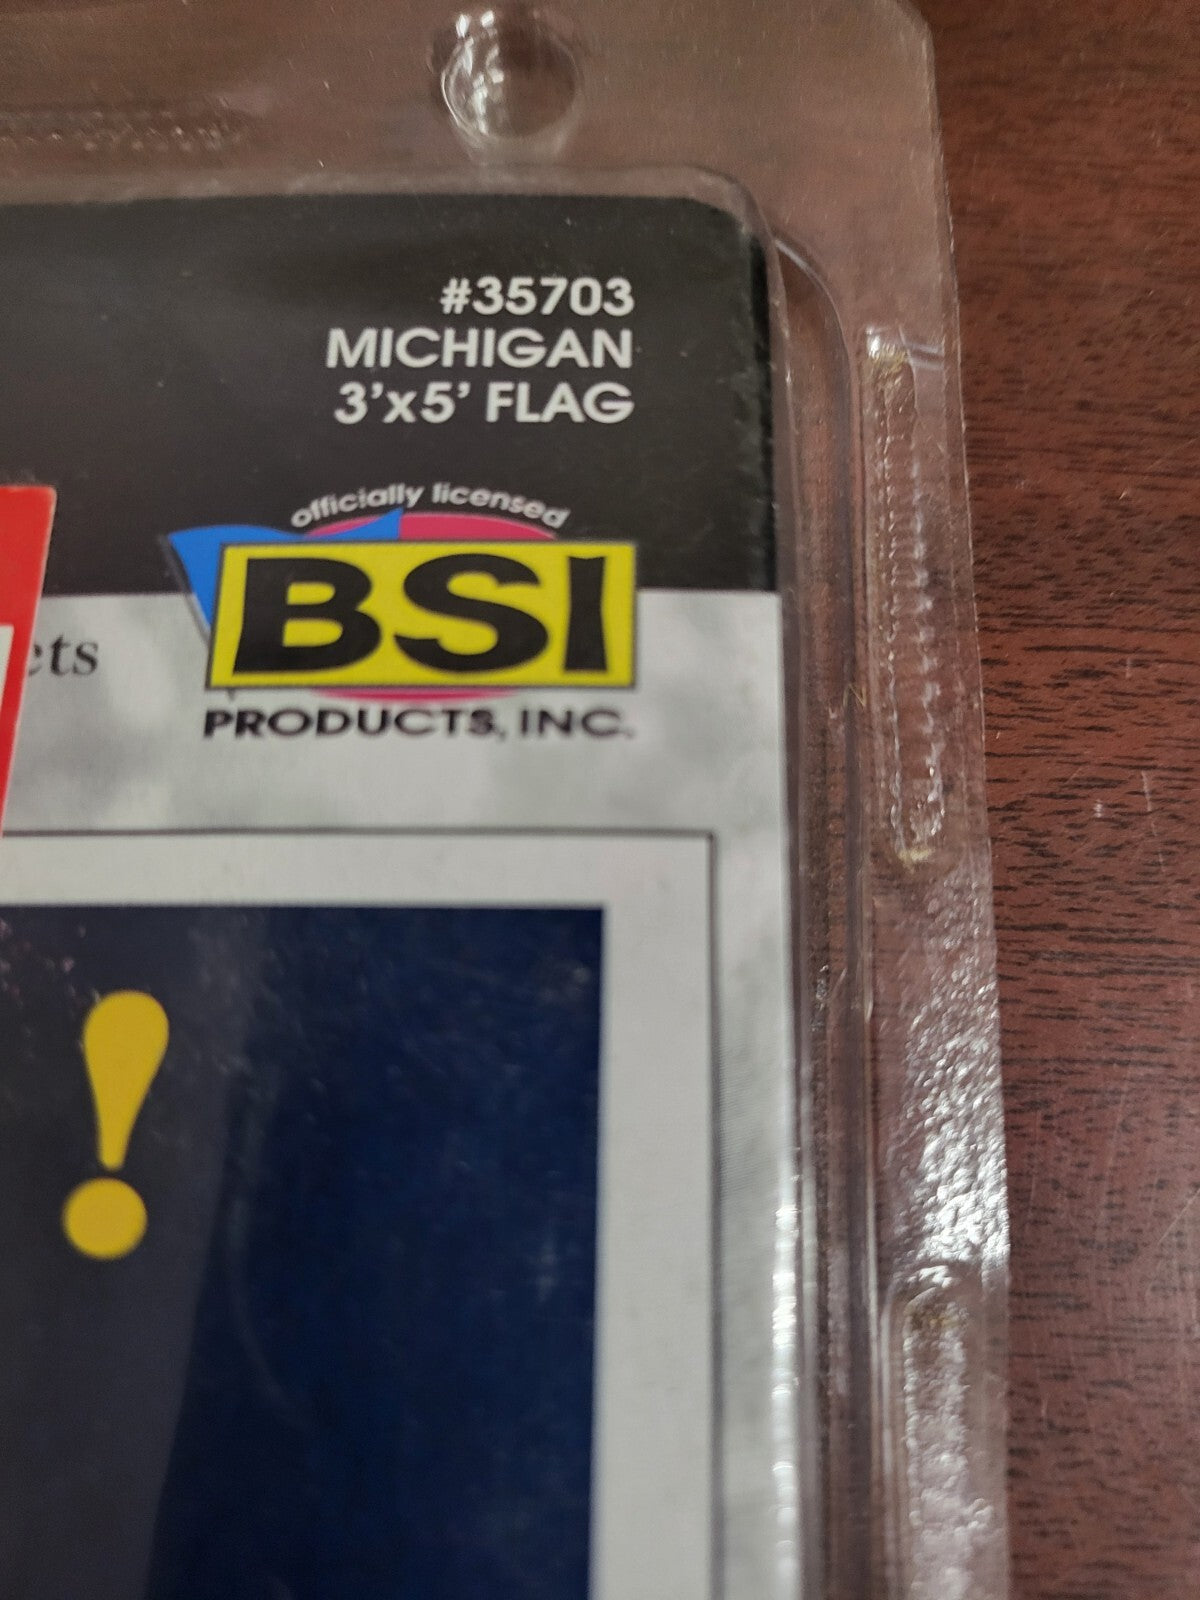 #35703
MICHIGAN
3'x5' FLAG
officially licensed
BSI
PRODUCTS, INC.
!